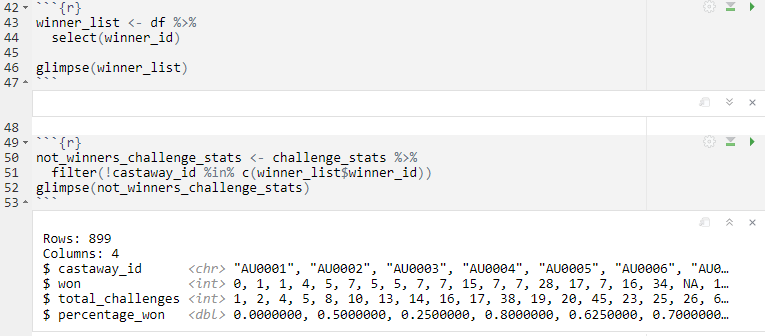 42 ```{r}
43 winner_list <- df %>%
44   select(winner_id)
45
46 glimpse(winner_list)
47 ```
48
49 ```{r}
50 not_winners_challenge_stats <- challenge_stats %>%
51   filter(!castaway_id %in% c(winner_list$winner_id))
52 glimpse(not_winners_challenge_stats)
53 ```
Rows: 899
Columns: 4
$ castaway_id      <chr> "AU0001", "AU0002", "AU0003", "AU0004", "AU0005", "AU0006", "AU0…
$ won              <int> 0, 1, 1, 4, 5, 7, 5, 5, 7, 7, 15, 7, 7, 28, 17, 7, 16, 34, NA, 1…
$ total_challenges <int> 1, 2, 4, 5, 8, 10, 13, 14, 16, 17, 38, 19, 20, 45, 23, 25, 26, 6…
$ percentage_won   <dbl> 0.0000000, 0.5000000, 0.2500000, 0.8000000, 0.6250000, 0.7000000…